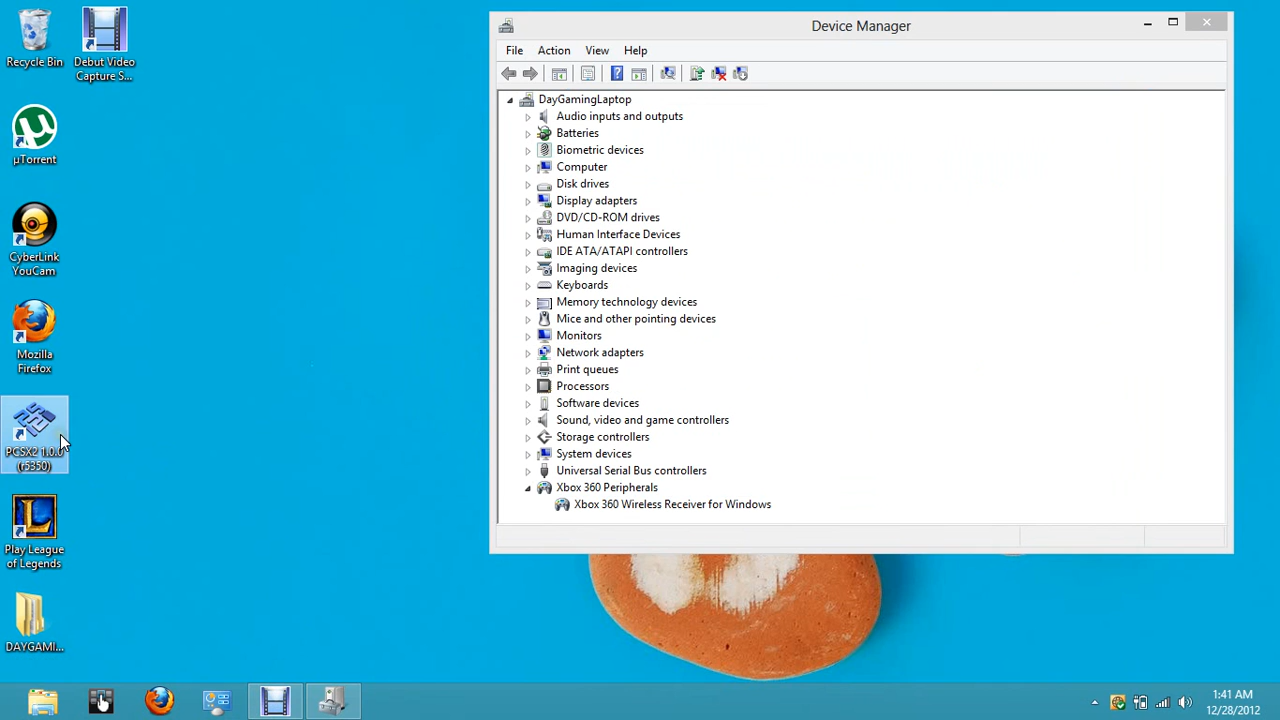 Recycle Bin
Debut Video
Capture S...
µTorrent
CyberLink
YouCam
Mozilla
Firefox
PCSX2 1.0.0
(r5350)
Play League
of Legends
DAYGAMI...
Device Manager
File Action View Help
DayGamingLaptop
Audio inputs and outputs
Batteries
Biometric devices
Computer
Disk drives
Display adapters
DVD/CD-ROM drives
Human Interface Devices
IDE ATA/ATAPI controllers
Imaging devices
Keyboards
Memory technology devices
Mice and other pointing devices
Monitors
Network adapters
Print queues
Processors
Software devices
Sound, video and game controllers
Storage controllers
System devices
Universal Serial Bus controllers
Xbox 360 Peripherals
Xbox 360 Wireless Receiver for Windows
1:41 AM
12/28/2012